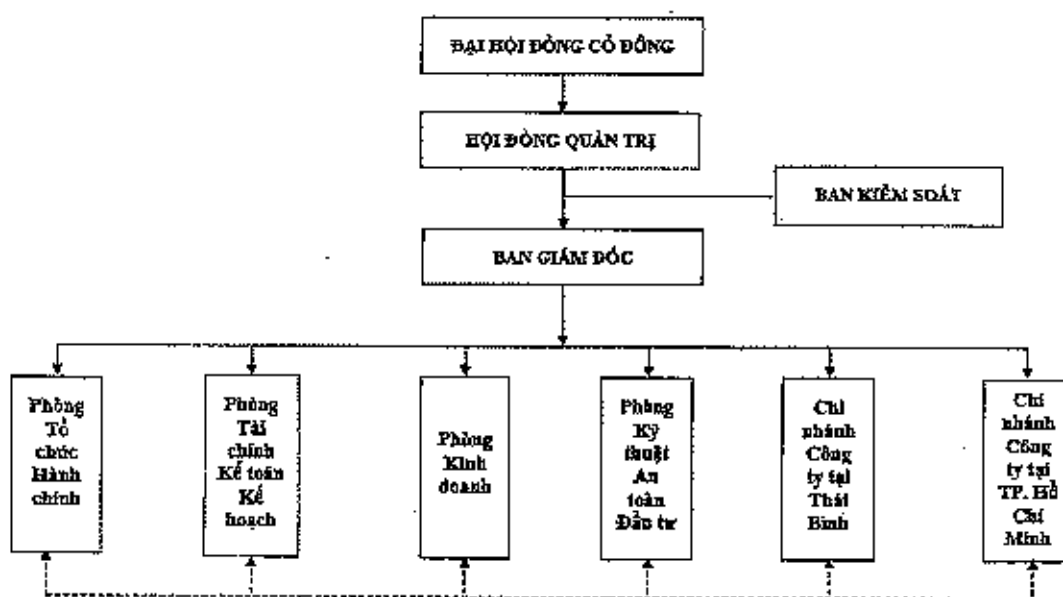 ĐẠI HỘI ĐỒNG CỔ ĐÔNG
HỘI ĐỒNG QUẢN TRỊ
BAN KIỂM SOÁT
BAN GIÁM ĐỐC
Phòng
Tổ
chức
Hành
chính
Phòng
Tài
chính
Kế toán
Kế
hoạch
Phòng
Kinh
doanh
Phòng
Kỹ
thuật
An
toàn
Đầu tư
Chi
nhánh
Công
ty tại
Thái
Bình
Chi
nhánh
Công
ty tại
TP. Hồ
Chí
Minh